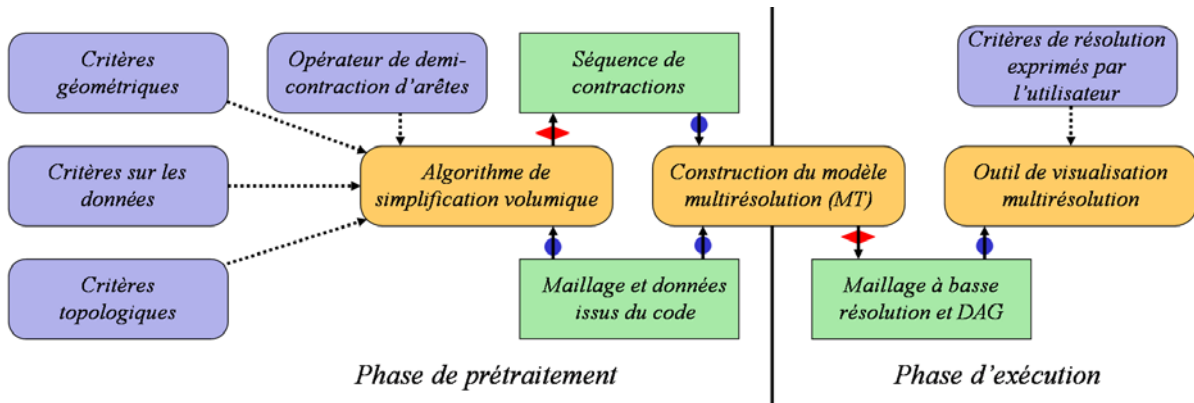 Critères
géométriques
Opérateur de demi-
contraction d'arêtes
Séquence de
contractions
Critères de résolution
exprimés par
l'utilisateur
Critères sur les
données
Algorithme de
simplification volumique
Construction du modèle
multirésolution (MT)
Outil de visualisation
multirésolution
Critères
topologiques
Maillage et données
issus du code
Maillage à basse
résolution et DAG
Phase de prétraitement
Phase d'exécution